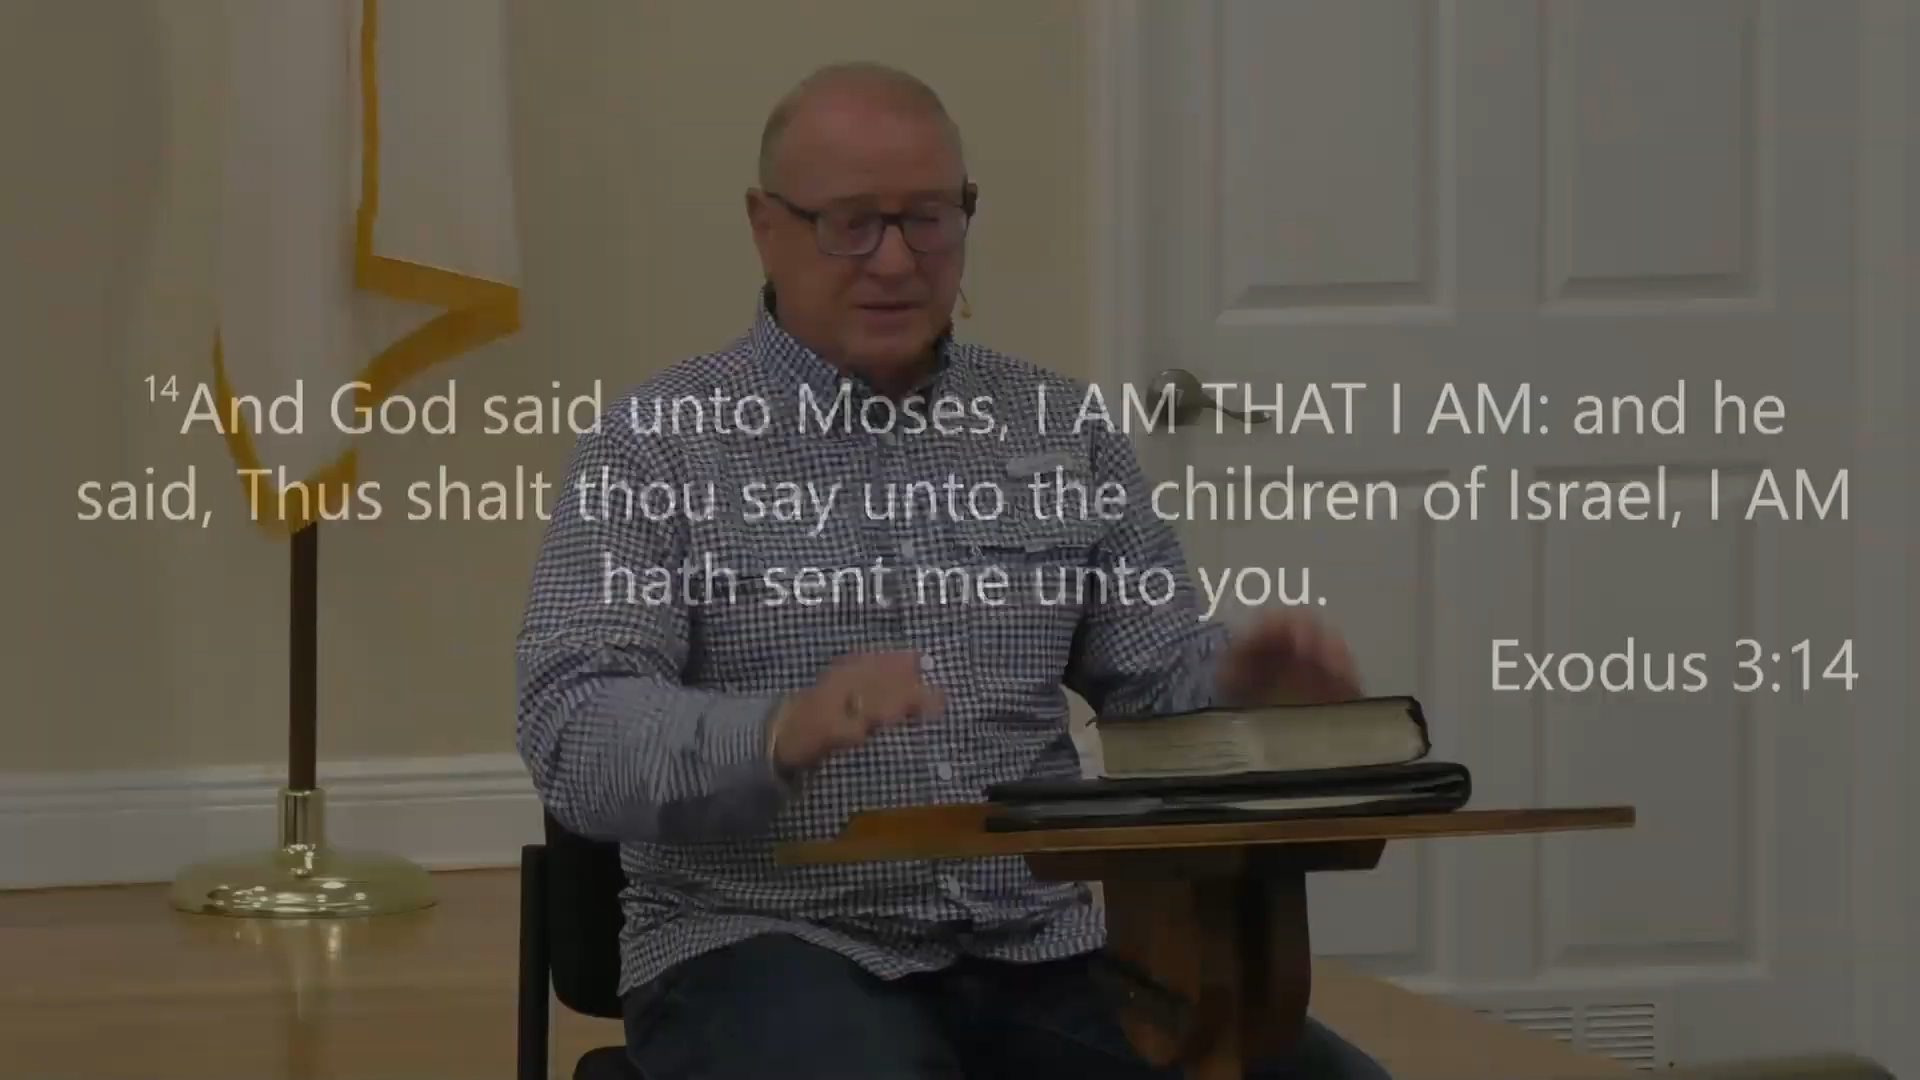 ¹⁴And God said unto Moses, I AM THAT I AM: and he
said, Thus shalt thou say unto the children of Israel, I AM
hath sent me unto you.
Exodus 3:14